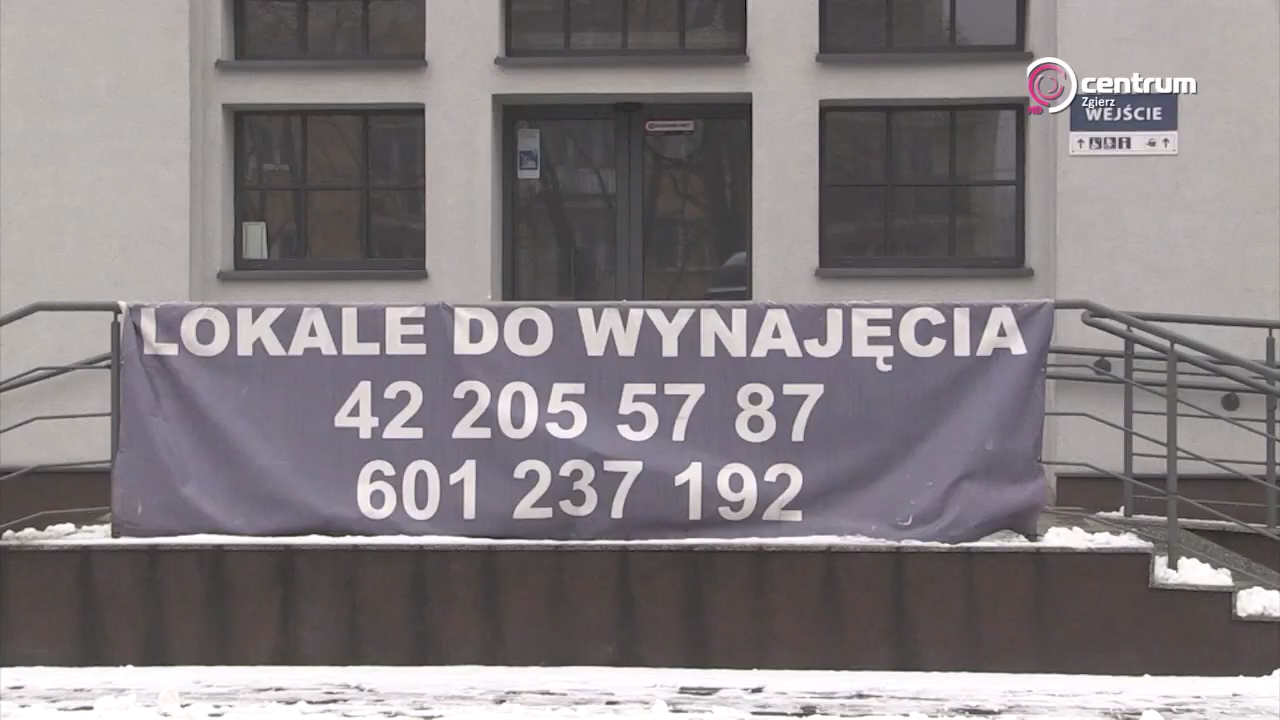 centrum
Zgierz
WEJŚCIE
LOKALE DO WYNAJĘCIA
42 205 57 87
601 237 192